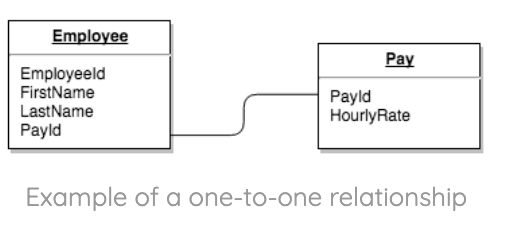 Employee
EmployeeId
FirstName
LastName
PayId
Pay
PayId
HourlyRate
Example of a one-to-one relationship